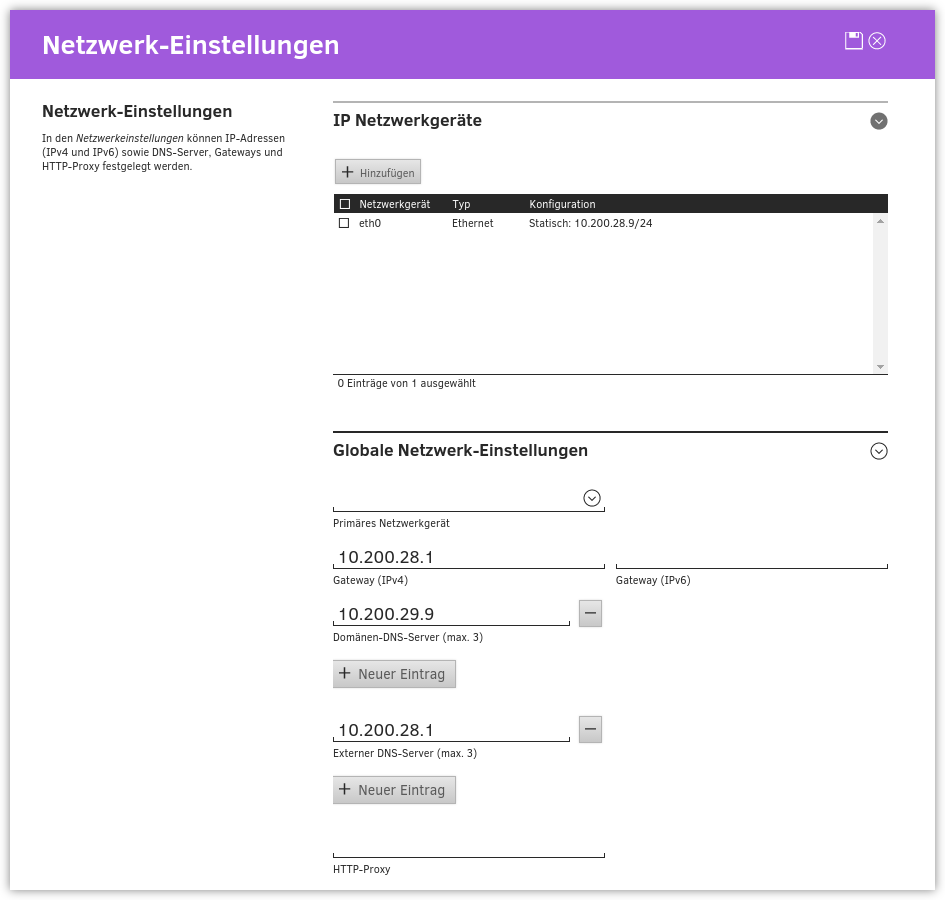 Netzwerk-Einstellungen
Netzwerk-Einstellungen
In den Netzwerkeinstellungen können IP-Adressen
(IPv4 und IPv6) sowie DNS-Server, Gateways und
HTTP-Proxy festgelegt werden.
IP Netzwerkgeräte
Hinzufügen
Netzwerkgerät Typ Konfiguration
eth0 Ethernet Statisch: 10.200.28.9/24
0 Einträge von 1 ausgewählt
Globale Netzwerk-Einstellungen
Primäres Netzwerkgerät
10.200.28.1
Gateway (IPv4) Gateway (IPv6)
10.200.29.9
Domänen-DNS-Server (max. 3)
Neuer Eintrag
10.200.28.1
Externer DNS-Server (max. 3)
Neuer Eintrag
HTTP-Proxy